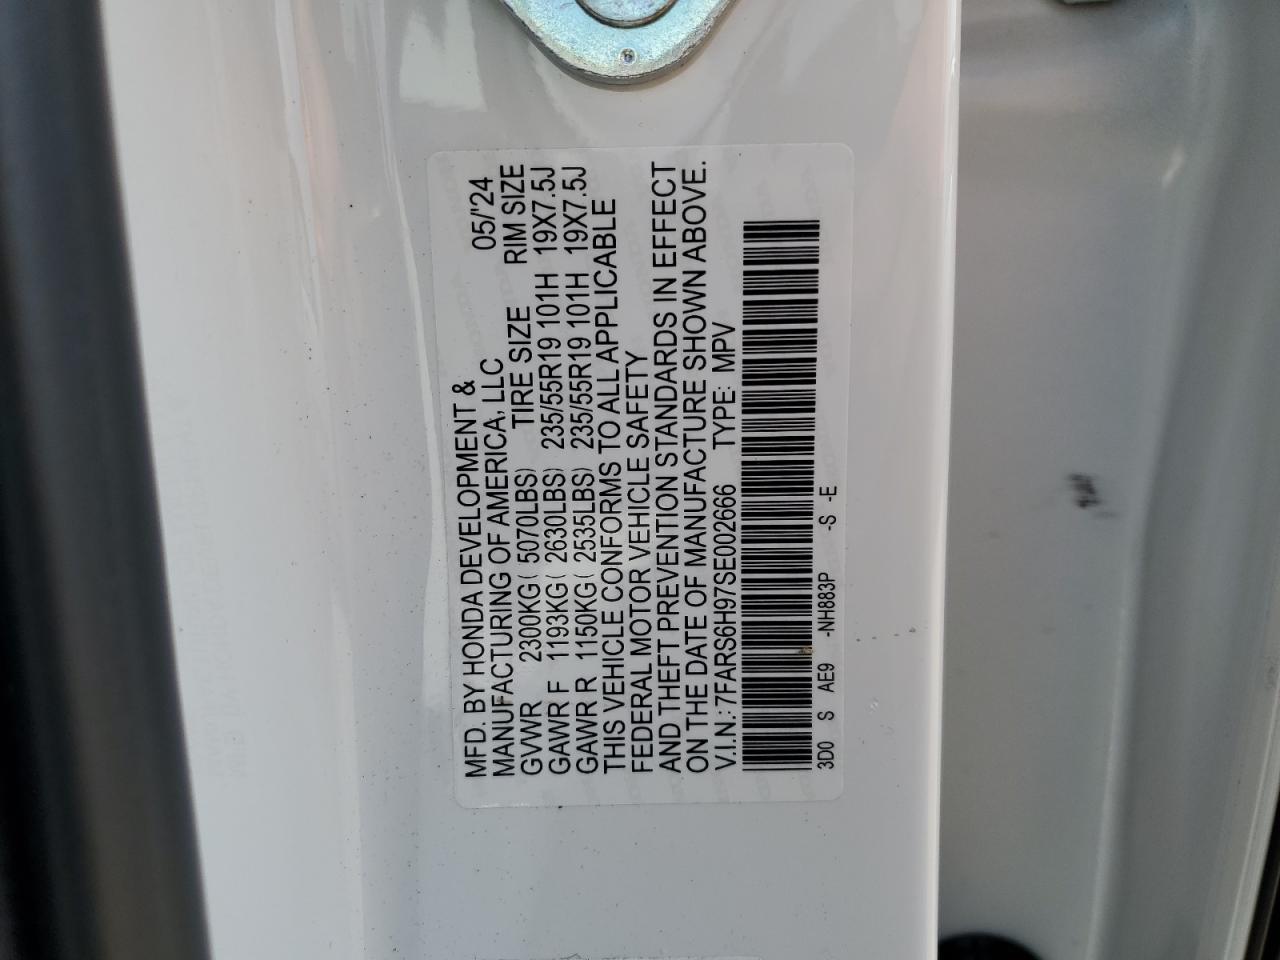 MFD. BY HONDA DEVELOPMENT &
MANUFACTURING OF AMERICA, LLC 05/'24
GVWR 2300KG( 5070LBS) TIRE SIZE RIM SIZE
GAWR F 1193KG( 2630LBS) 235/55R19 101H 19X7.5J
GAWR R 1150KG( 2535LBS) 235/55R19 101H 19X7.5J
THIS VEHICLE CONFORMS TO ALL APPLICABLE
FEDERAL MOTOR VEHICLE SAFETY
AND THEFT PREVENTION STANDARDS IN EFFECT
ON THE DATE OF MANUFACTURE SHOWN ABOVE.
V.I.N.: 7FARS6H97SE002666 TYPE: MPV
3D0 S AE9 -NH883P -S -E